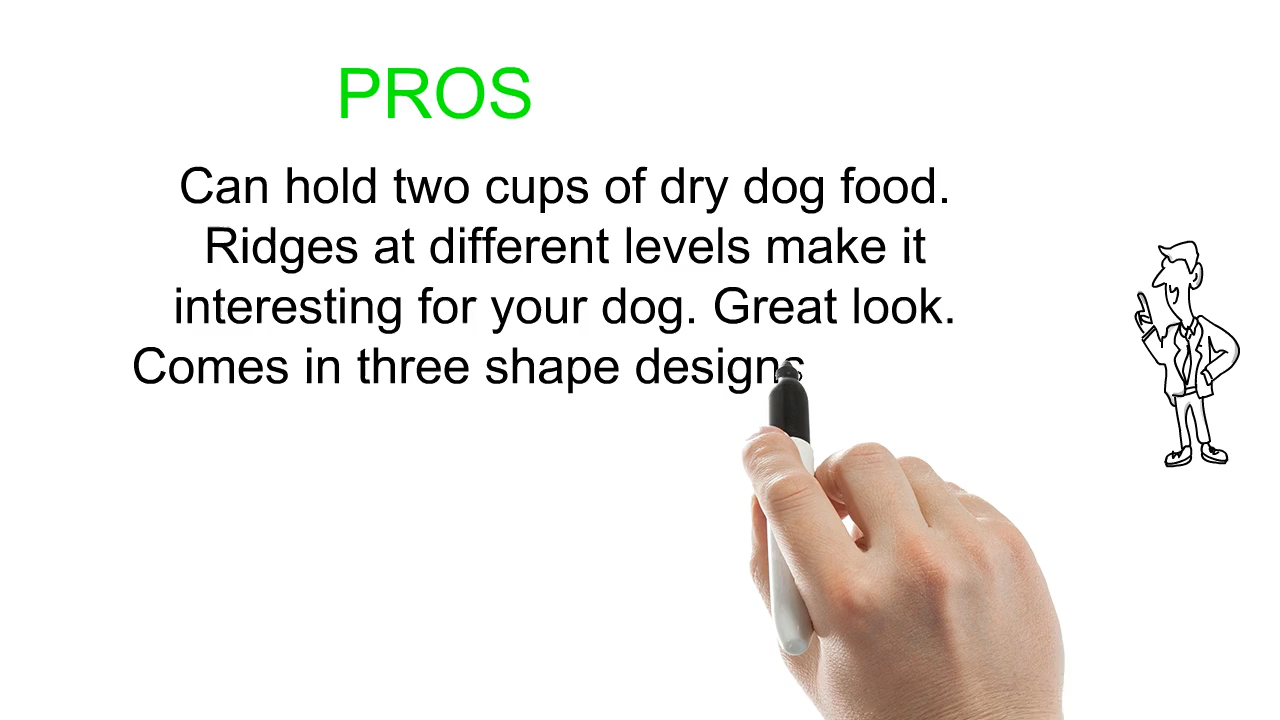 PROS
Can hold two cups of dry dog food.
Ridges at different levels make it
interesting for your dog. Great look.
Comes in three shape designs